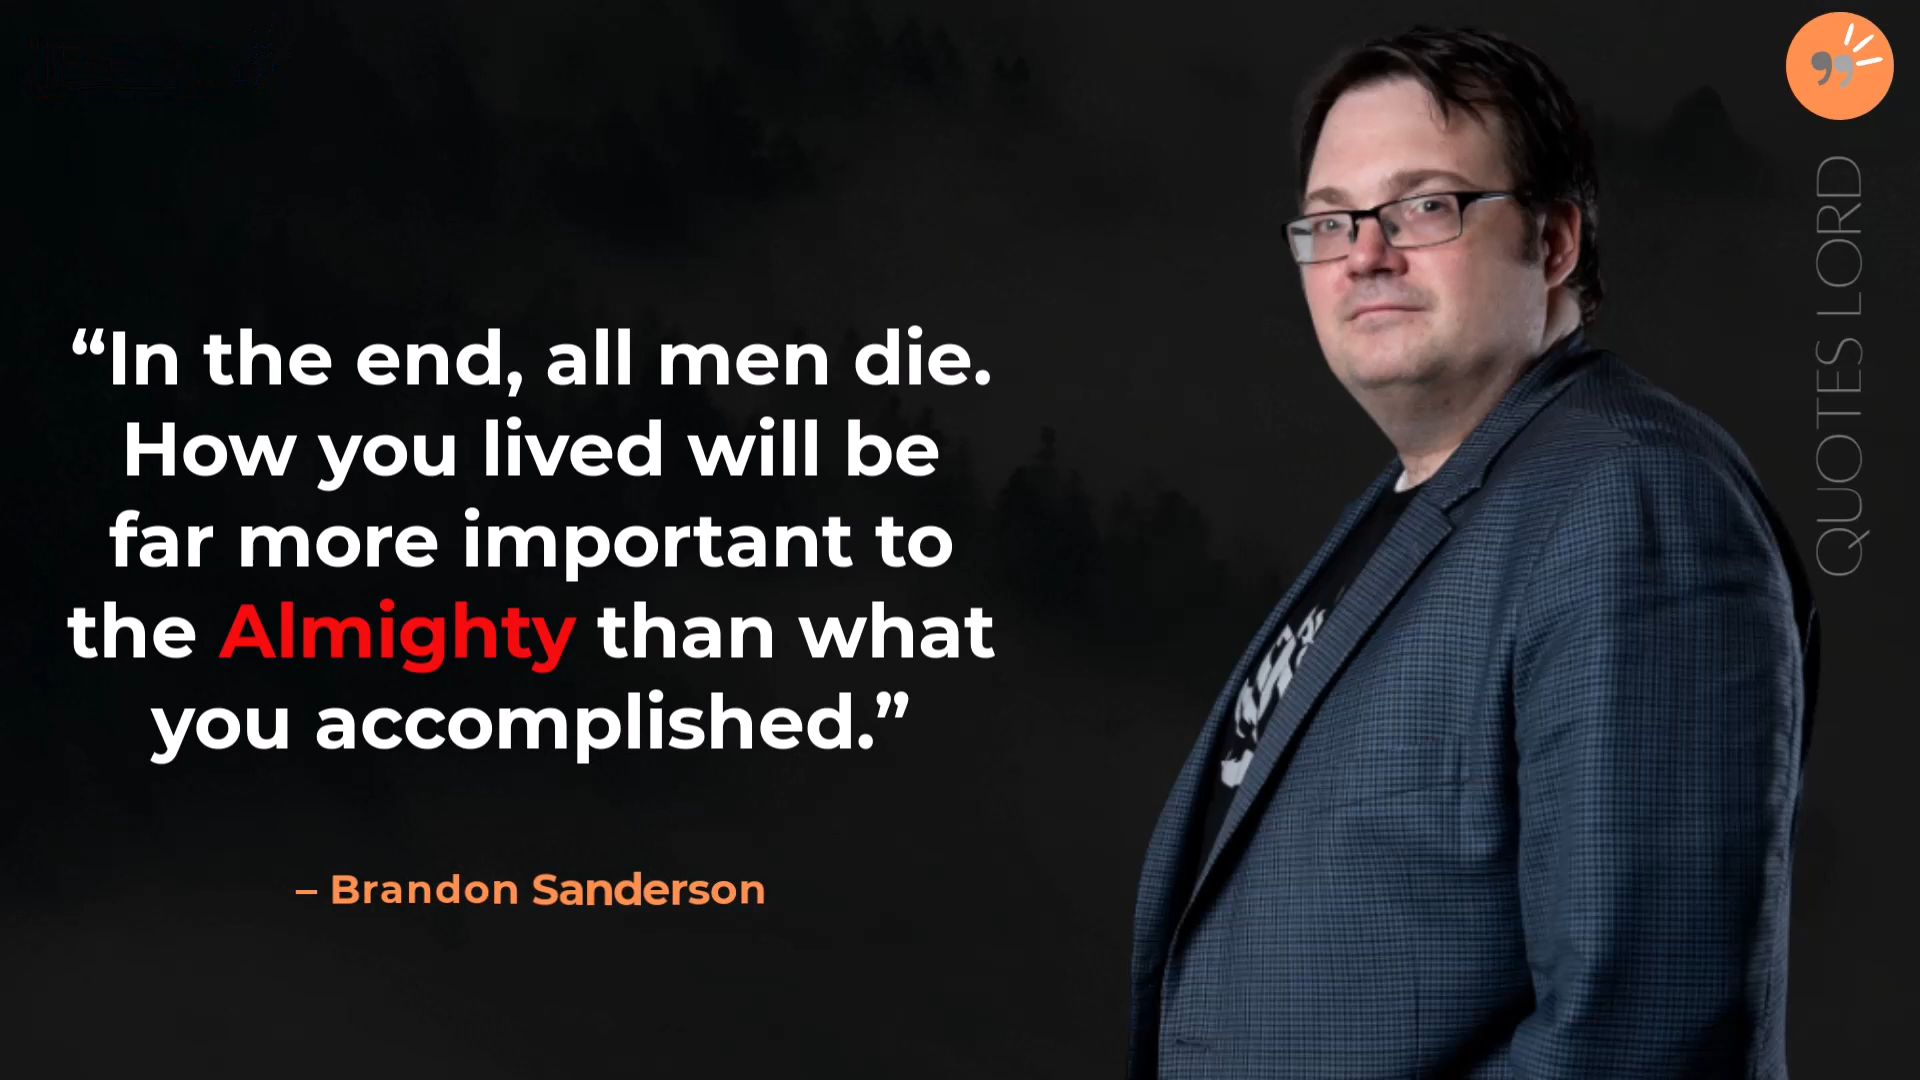 “In the end, all men die.
How you lived will be
far more important to
the Almighty than what
you accomplished.”
– Brandon Sanderson
QUOTES LORD